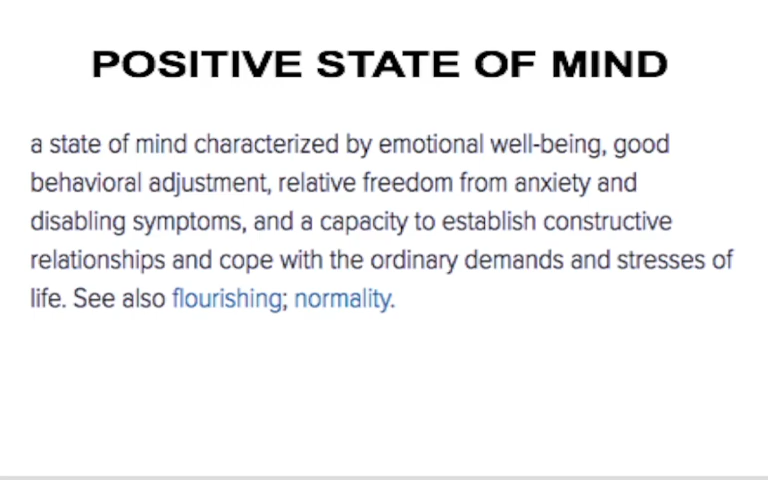 POSITIVE STATE OF MIND
a state of mind characterized by emotional well-being, good
behavioral adjustment, relative freedom from anxiety and
disabling symptoms, and a capacity to establish constructive
relationships and cope with the ordinary demands and stresses of
life. See also flourishing; normality.